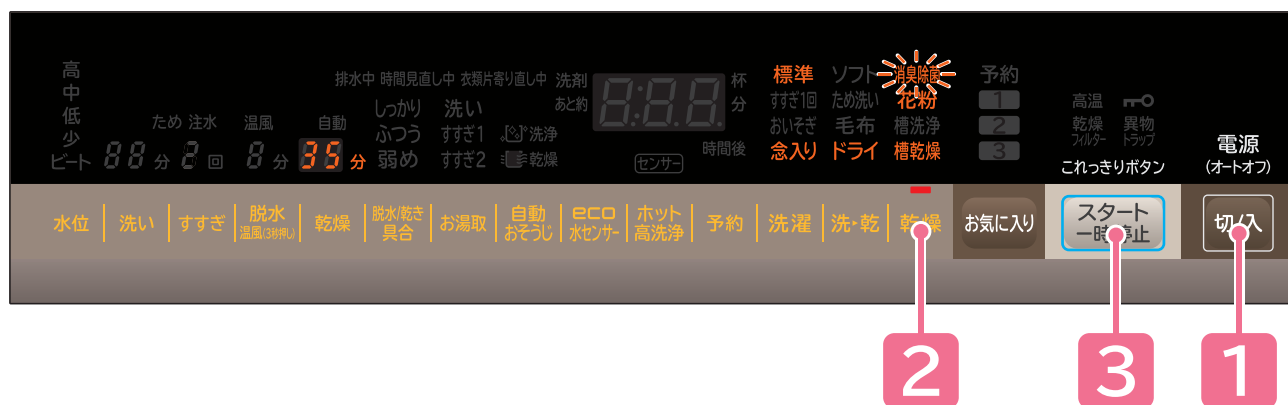 高
中
低
少
ビート
ため 注水
88分 2回
温風
8分
自動
35分
排水中 時間見直し中 衣類片寄り直し中
しっかり
ふつう
弱め
洗い
すすぎ1
すすぎ2
洗浄
乾燥
洗剤
あと約
8:8.8.
杯
分
時間後
センサー
標準
すすぎ1回
おいそぎ
念入り
ソフト
ため洗い
毛布
ドライ
消臭除菌
花粉
槽洗浄
槽乾燥
予約
1
2
3
高温
乾燥
フィルター
異物
トラップ
これっきりボタン
電源
(オートオフ)
水位
洗い
すすぎ
脱水
温風(3秒押し)
乾燥
脱水/乾き
具合
お湯取
自動
おそうじ
eco
水センサー
ホット
高洗浄
予約
洗濯
洗▸乾
乾燥
お気に入り
スタート
一時停止
切/入
2
3
1